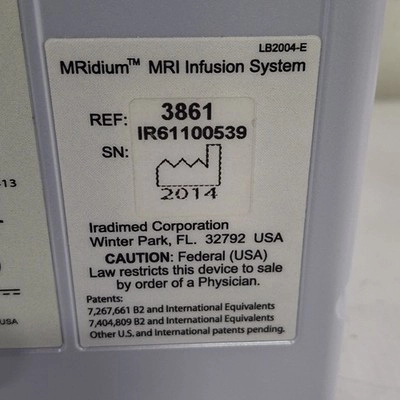 LB2004-E
MRidium™ MRI Infusion System
REF: 3861
IR61100539
SN:
2014
Iradimed Corporation
Winter Park, FL. 32792 USA
CAUTION: Federal (USA)
Law restricts this device to sale
by order of a Physician.
Patents:
7,267,661 B2 and International Equivalents
7,404,809 B2 and International Equivalents
Other U.S. and International patents pending.
13
USA